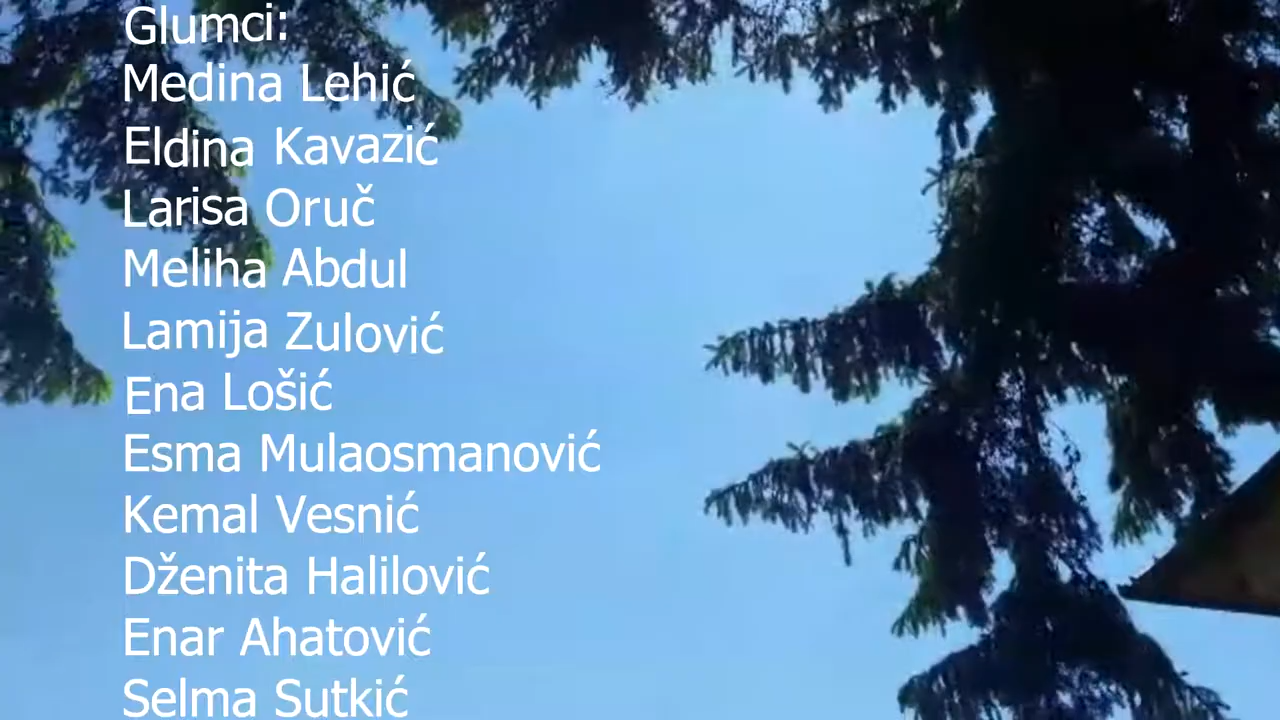 Glumci:
Medina Lehić
Eldina Kavazić
Larisa Oruč
Meliha Abdul
Lamija Zulović
Ena Lošić
Esma Mulaosmanović
Kemal Vesnić
Dženita Halilović
Enar Ahatović
Selma Sutkić